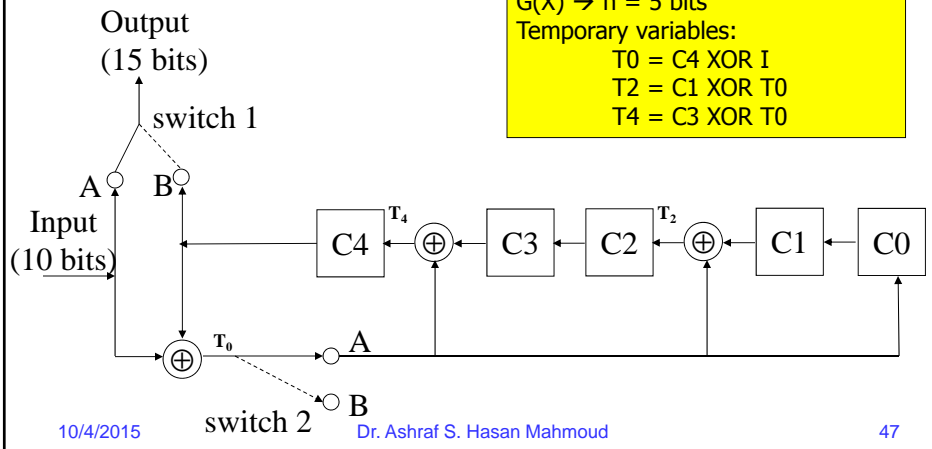 G(X) → n = 5 bits
Temporary variables:
T0 = C4 XOR I
T2 = C1 XOR T0
T4 = C3 XOR T0
Output
(15 bits)
switch 1
A
B
Input
(10 bits)
C4
T4
⊕
C3
C2
T2
⊕
C1
C0
⊕
T0
A
B
switch 2
10/4/2015
Dr. Ashraf S. Hasan Mahmoud
47